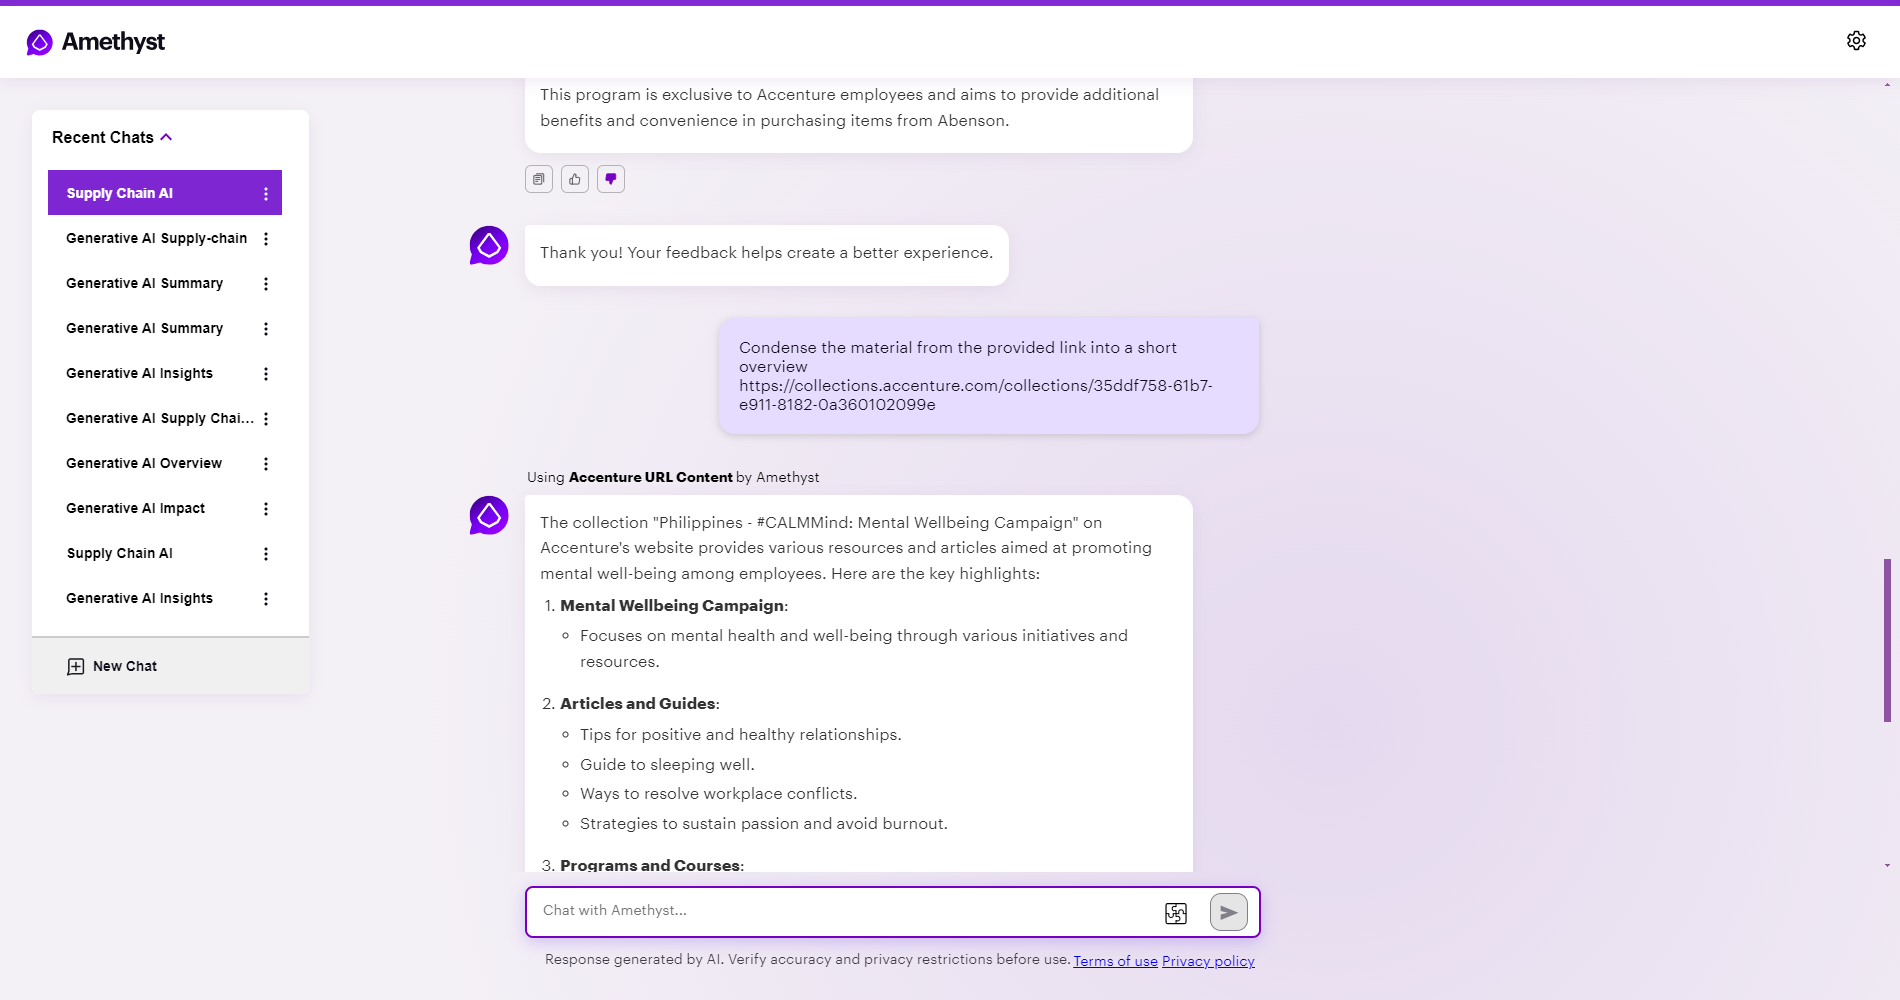 Amethyst
Recent Chats
Supply Chain AI
Generative AI Supply-chain
Generative AI Summary
Generative AI Summary
Generative AI Insights
Generative AI Supply Chai...
Generative AI Overview
Generative AI Impact
Supply Chain AI
Generative AI Insights
New Chat
This program is exclusive to Accenture employees and aims to provide additional
benefits and convenience in purchasing items from Abenson.
Thank you! Your feedback helps create a better experience.
Condense the material from the provided link into a short
overview
https://collections.accenture.com/collections/35ddf758-61b7-
e911-8182-0a360102099e
Using Accenture URL Content by Amethyst
The collection "Philippines - #CALMMind: Mental Wellbeing Campaign" on
Accenture's website provides various resources and articles aimed at promoting
mental well-being among employees. Here are the key highlights:
1. Mental Wellbeing Campaign:
Focuses on mental health and well-being through various initiatives and
resources.
2. Articles and Guides:
Tips for positive and healthy relationships.
Guide to sleeping well.
Ways to resolve workplace conflicts.
Strategies to sustain passion and avoid burnout.
3. Programs and Courses:
Chat with Amethyst...
Response generated by AI. Verify accuracy and privacy restrictions before use. Terms of use Privacy policy